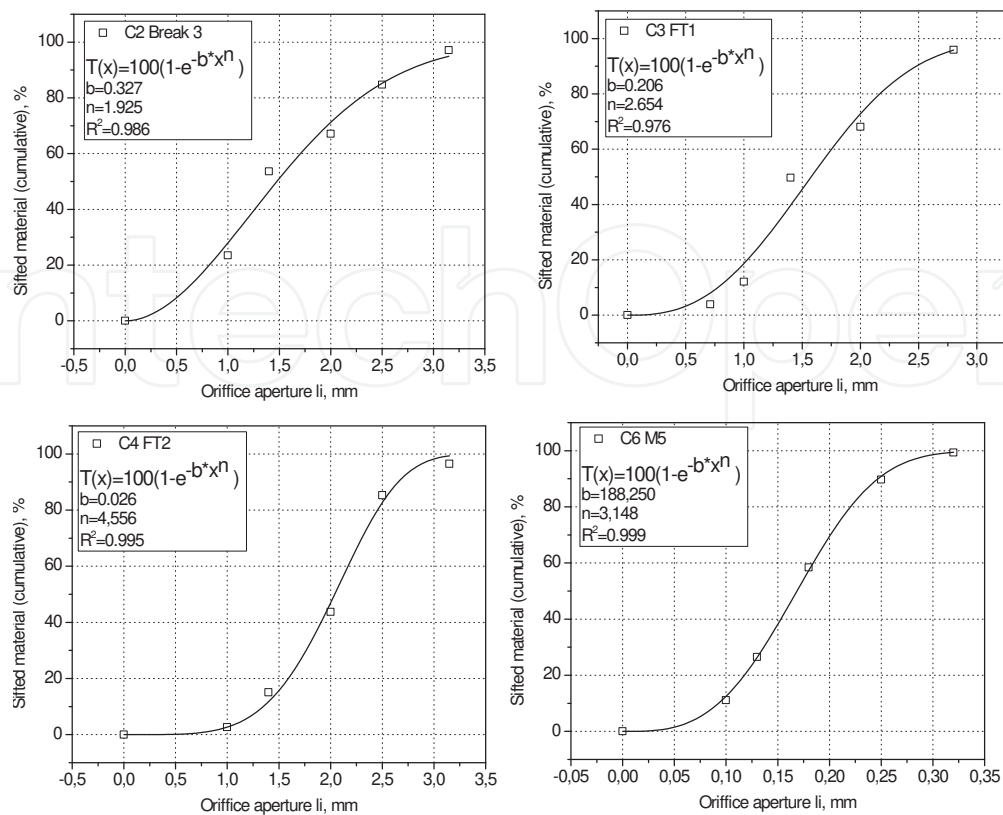 C2 Break 3
T(x)=100(1-e^-b*x^n)
b=0.327
n=1.925
R²=0.986
Sifted material (cumulative), %
100
80
60
40
20
0
-0,5 0,0 0,5 1,0 1,5 2,0 2,5 3,0 3,5
Oriffice aperture li, mm
C3 FT1
T(x)=100(1-e^-b*x^n)
b=0.206
n=2.654
R²=0.976
Sifted material (cumulative), %
100
80
60
40
20
0
0,0 0,5 1,0 1,5 2,0 2,5 3,0
Oriffice aperture li, mm
C4 FT2
T(x)=100(1-e^-b*x^n)
b=0.026
n=4,556
R²=0.995
Sifted material (cumulative), %
100
80
60
40
20
0
-0,5 0,0 0,5 1,0 1,5 2,0 2,5 3,0 3,5
Oriffice aperture li, mm
C6 M5
T(x)=100(1-e^-b*x^n)
b=188,250
n=3,148
R²=0.999
Sifted material (cumulative), %
100
80
60
40
20
0
-0,05 0,00 0,05 0,10 0,15 0,20 0,25 0,30 0,35
Oriffice aperture li, mm
ntechOpen